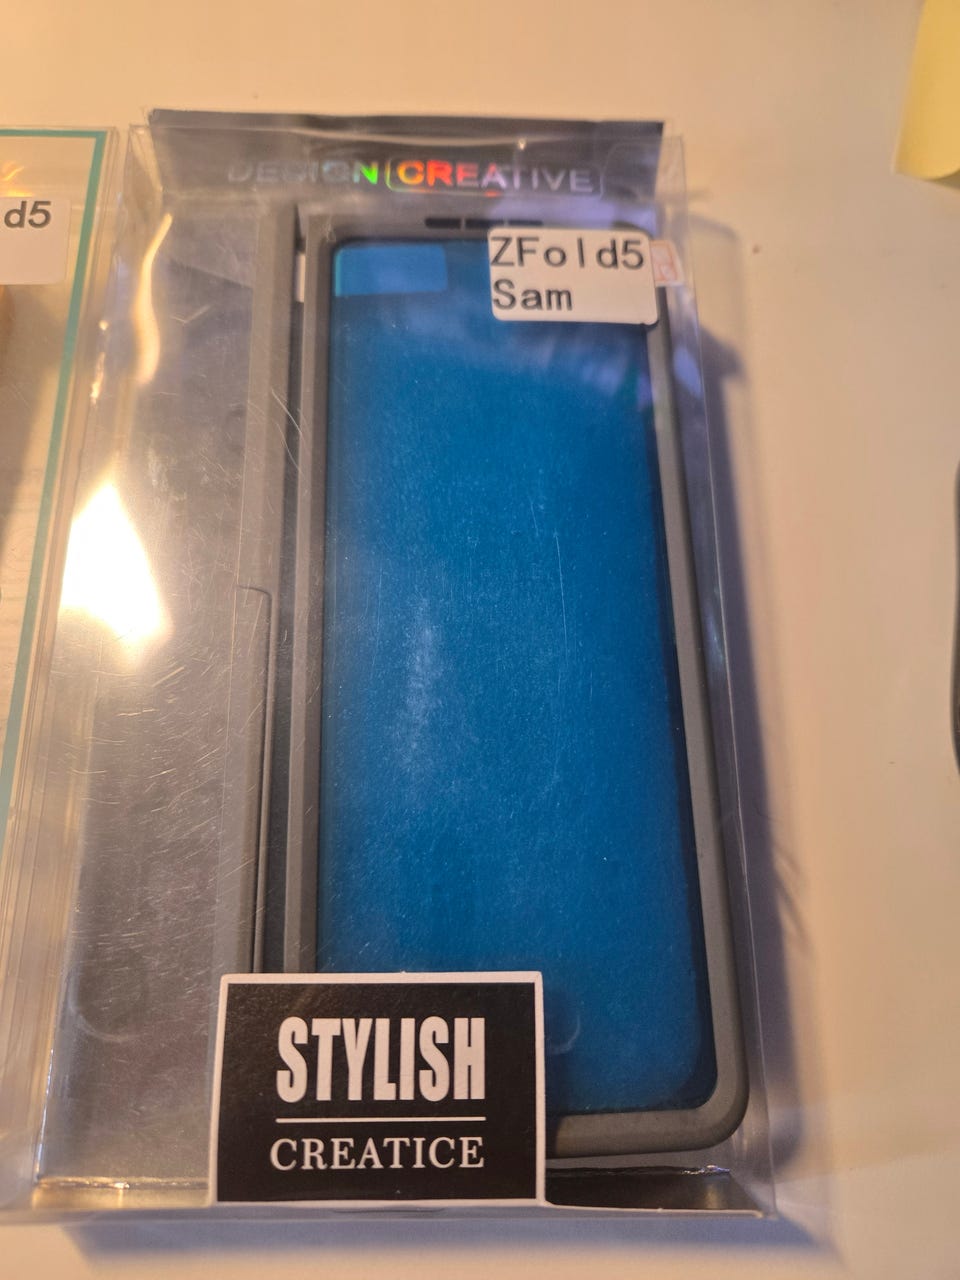 DESIGN CREATIVE
d5
ZFold5
Sam
STYLISH
CREATICE